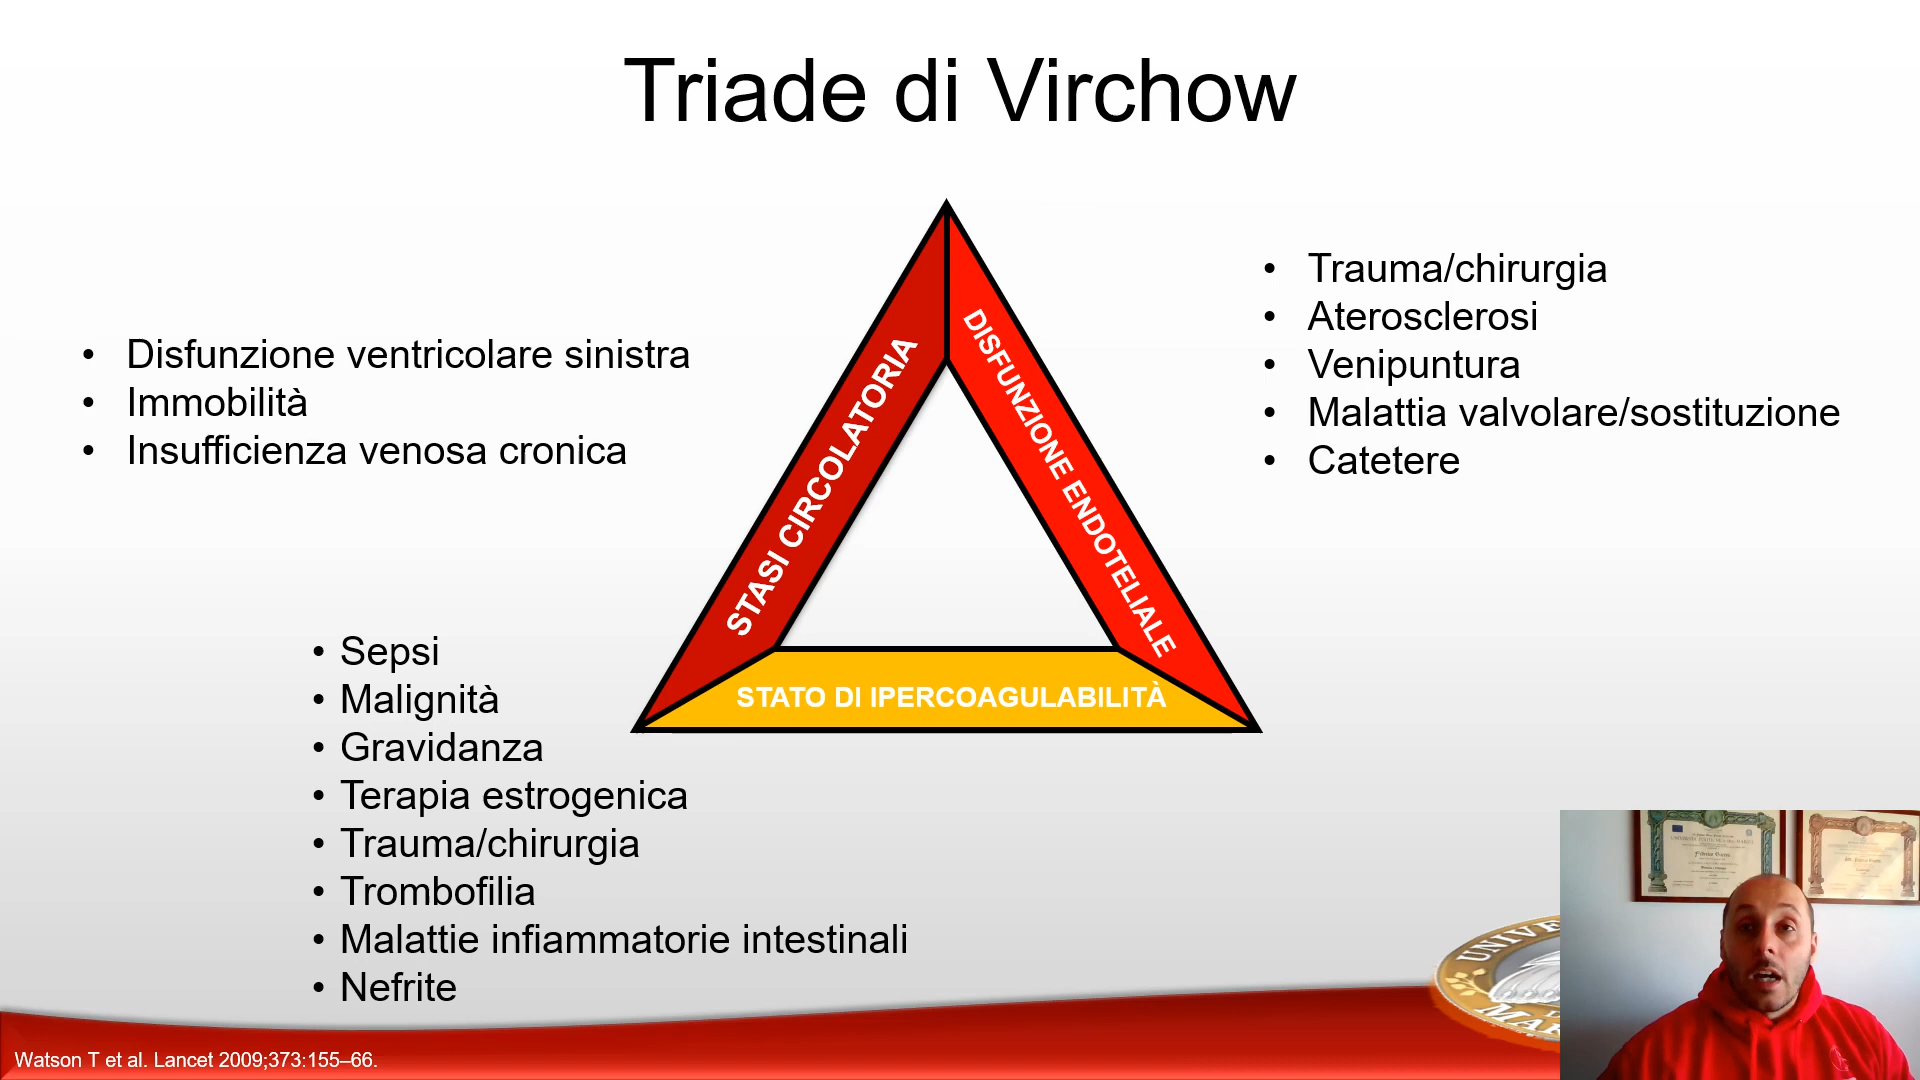 Triade di Virchow
• Disfunzione ventricolare sinistra
• Immobilità
• Insufficienza venosa cronica
STASI CIRCOLATORIA
DISFUNZIONE ENDOTELIALE
STATO DI IPERCOAGULABILITÀ
• Trauma/chirurgia
• Aterosclerosi
• Venipuntura
• Malattia valvolare/sostituzione
• Catetere
• Sepsi
• Malignità
• Gravidanza
• Terapia estrogenica
• Trauma/chirurgia
• Trombofilia
• Malattie infiammatorie intestinali
• Nefrite
Watson T et al. Lancet 2009;373:155–66.